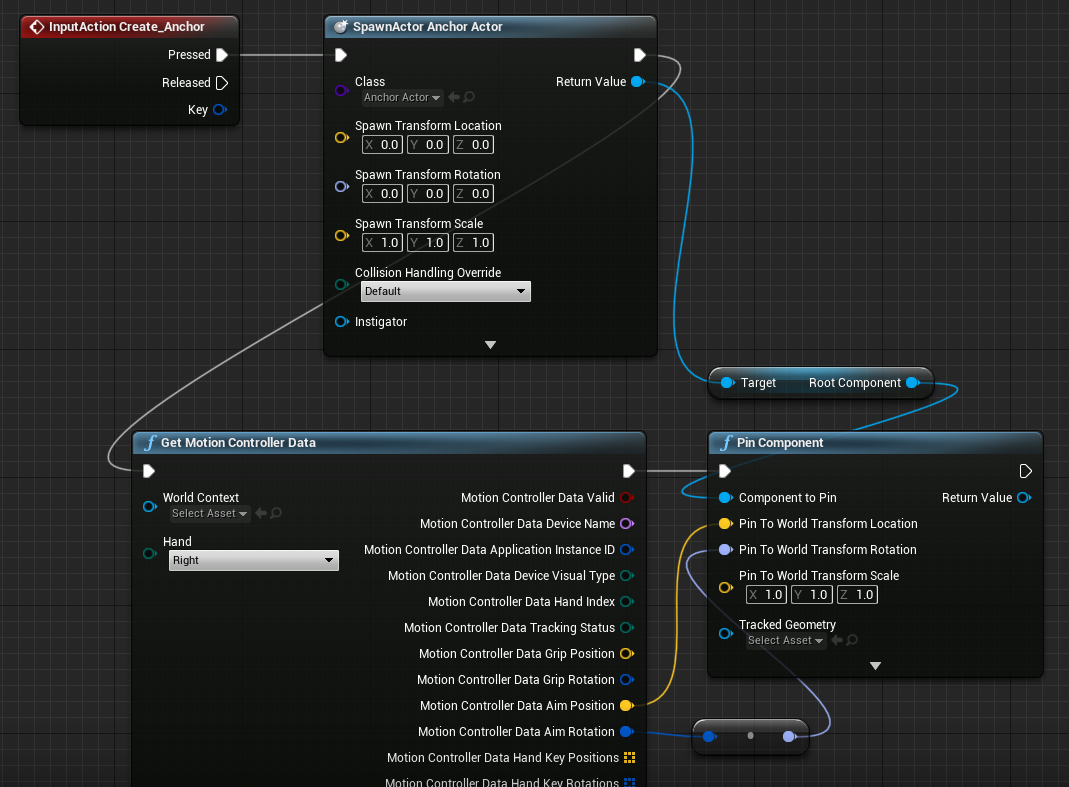 InputAction Create_Anchor
Pressed
Released
Key
SpawnActor Anchor Actor
Class
Anchor Actor
Return Value
Spawn Transform Location
X 0.0 Y 0.0 Z 0.0
Spawn Transform Rotation
X 0.0 Y 0.0 Z 0.0
Spawn Transform Scale
X 1.0 Y 1.0 Z 1.0
Collision Handling Override
Default
Instigator
Target Root Component
f Get Motion Controller Data
World Context
Select Asset
Hand
Right
Motion Controller Data Valid
Motion Controller Data Device Name
Motion Controller Data Application Instance ID
Motion Controller Data Device Visual Type
Motion Controller Data Hand Index
Motion Controller Data Tracking Status
Motion Controller Data Grip Position
Motion Controller Data Grip Rotation
Motion Controller Data Aim Position
Motion Controller Data Aim Rotation
Motion Controller Data Hand Key Positions
Motion Controller Data Hand Key Rotations
f Pin Component
Component to Pin Return Value
Pin To World Transform Location
Pin To World Transform Rotation
Pin To World Transform Scale
X 1.0 Y 1.0 Z 1.0
Tracked Geometry
Select Asset